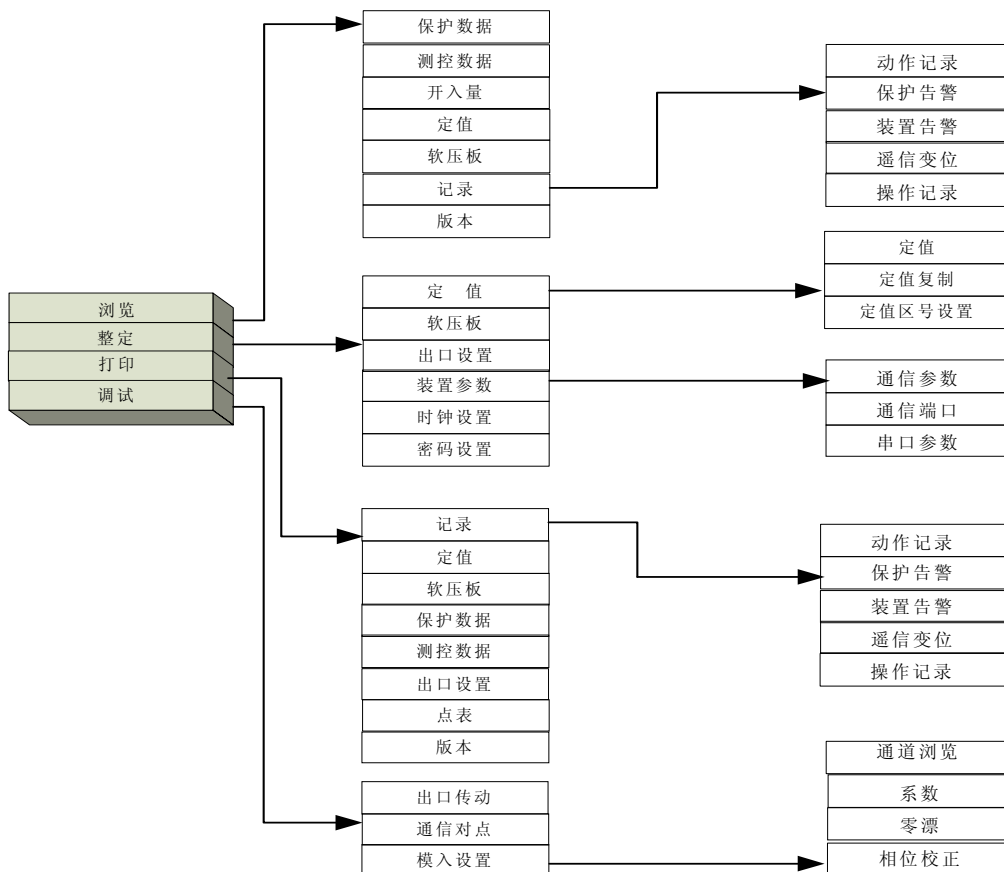 浏览
整定
打印
调试
保护数据
测控数据
开入量
定值
软压板
记录
版本
动作记录
保护告警
装置告警
遥信变位
操作记录
定 值
软压板
出口设置
装置参数
时钟设置
密码设置
定值
定值复制
定值区号设置
通信参数
通信端口
串口参数
记录
定值
软压板
保护数据
测控数据
出口设置
点表
版本
动作记录
保护告警
装置告警
遥信变位
操作记录
出口传动
通信对点
模入设置
通道浏览
系数
零漂
相位校正